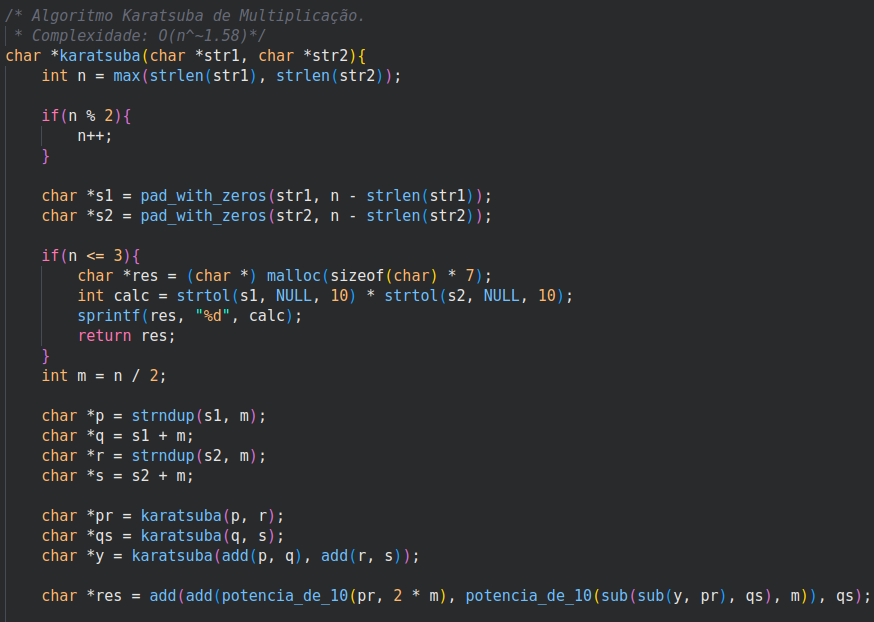 /* Algoritmo Karatsuba de Multiplicação.
 * Complexidade: O(n^~1.58)*/
char *karatsuba(char *str1, char *str2){
    int n = max(strlen(str1), strlen(str2));

    if(n % 2){
        n++;
    }

    char *s1 = pad_with_zeros(str1, n - strlen(str1));
    char *s2 = pad_with_zeros(str2, n - strlen(str2));

    if(n <= 3){
        char *res = (char *) malloc(sizeof(char) * 7);
        int calc = strtol(s1, NULL, 10) * strtol(s2, NULL, 10);
        sprintf(res, "%d", calc);
        return res;
    }
    int m = n / 2;

    char *p = strndup(s1, m);
    char *q = s1 + m;
    char *r = strndup(s2, m);
    char *s = s2 + m;

    char *pr = karatsuba(p, r);
    char *qs = karatsuba(q, s);
    char *y = karatsuba(add(p, q), add(r, s));

    char *res = add(add(potencia_de_10(pr, 2 * m), potencia_de_10(sub(sub(y, pr), qs), m)), qs);